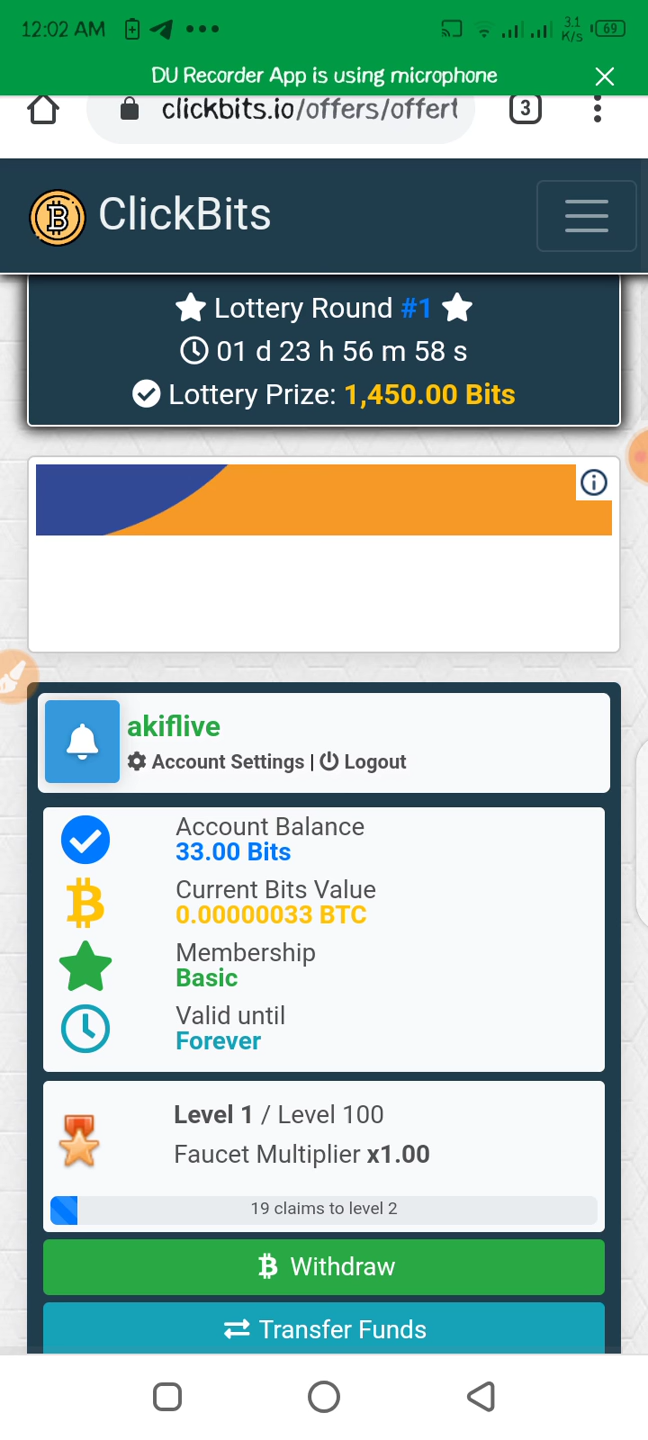 12:02 AM
3.1 K/s
69
DU Recorder App is using microphone
clickbits.io/offers/offert
3
ClickBits
Lottery Round #1
01 d 23 h 56 m 58 s
Lottery Prize: 1,450.00 Bits
akiflive
Account Settings | Logout
Account Balance
33.00 Bits
Current Bits Value
0.00000033 BTC
Membership
Basic
Valid until
Forever
Level 1 / Level 100
Faucet Multiplier x1.00
19 claims to level 2
Withdraw
Transfer Funds